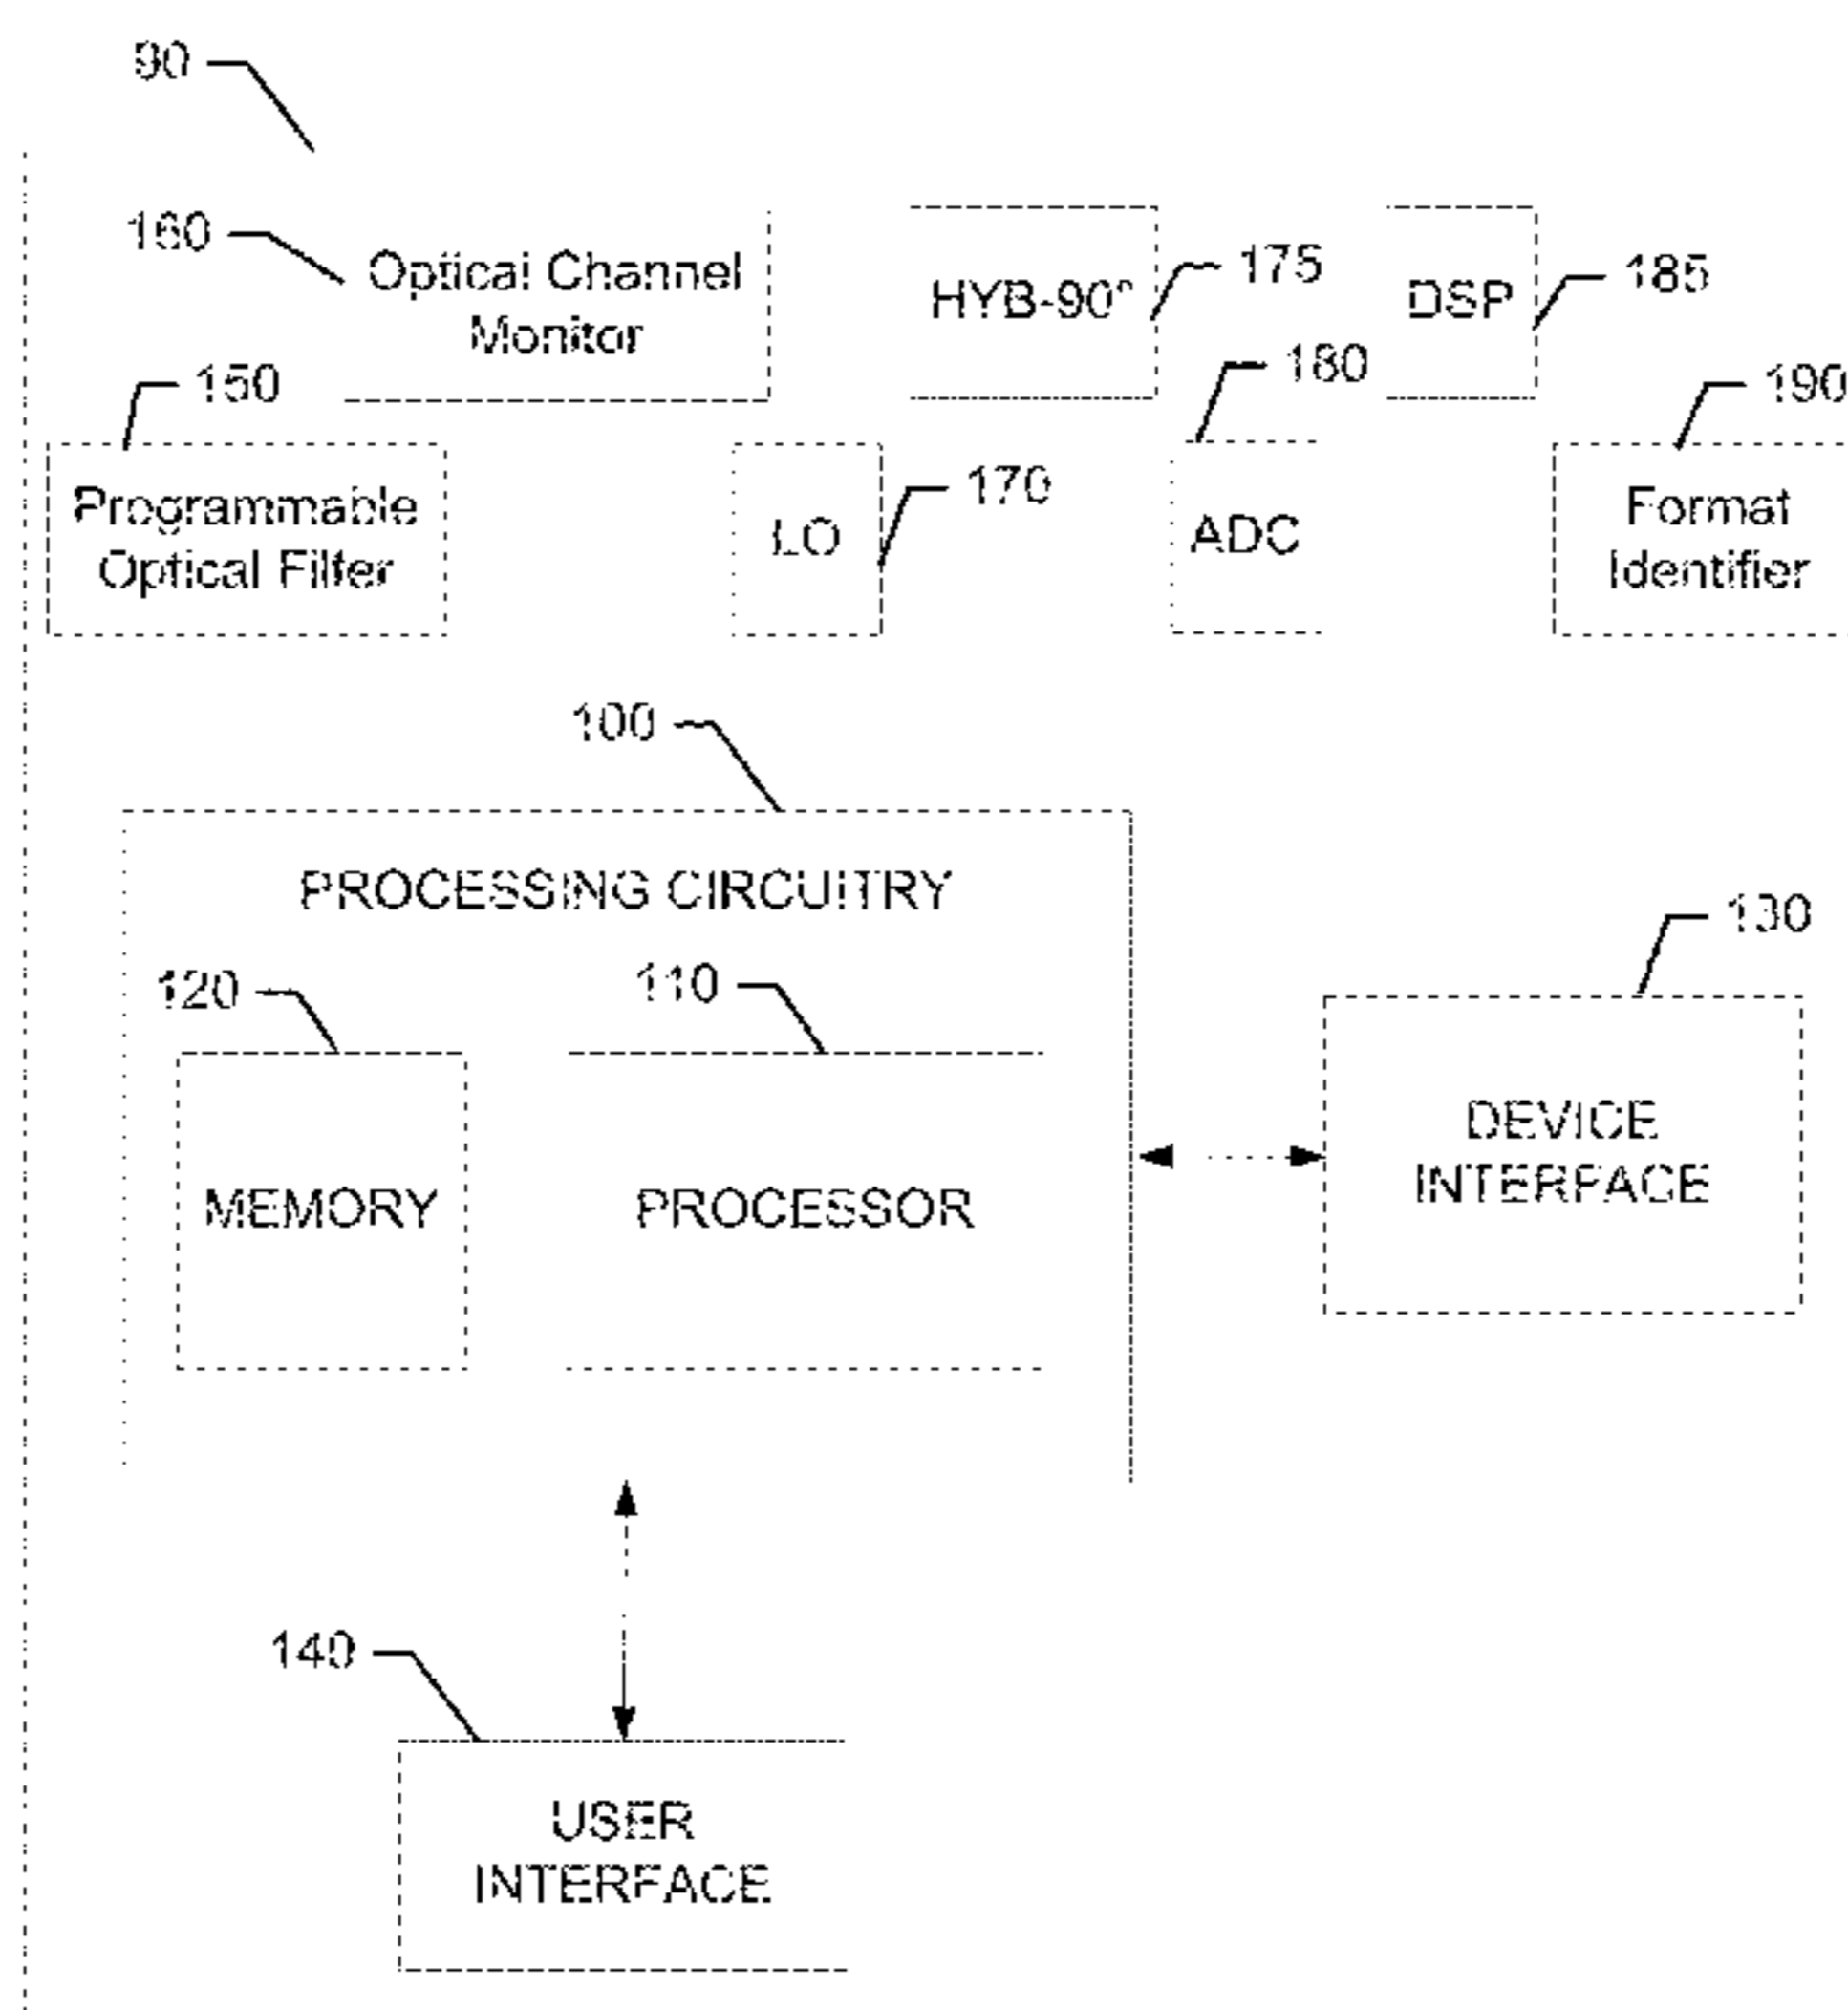 90
160
Optical Channel
Monitor
HYB-90°
175
DSP
185
150
180
190
Programmable
Optical Filter
LO
170
ADC
Format
Identifier
100
PROCESSING CIRCUITRY
130
120
110
MEMORY
PROCESSOR
DEVICE
INTERFACE
140
USER
INTERFACE